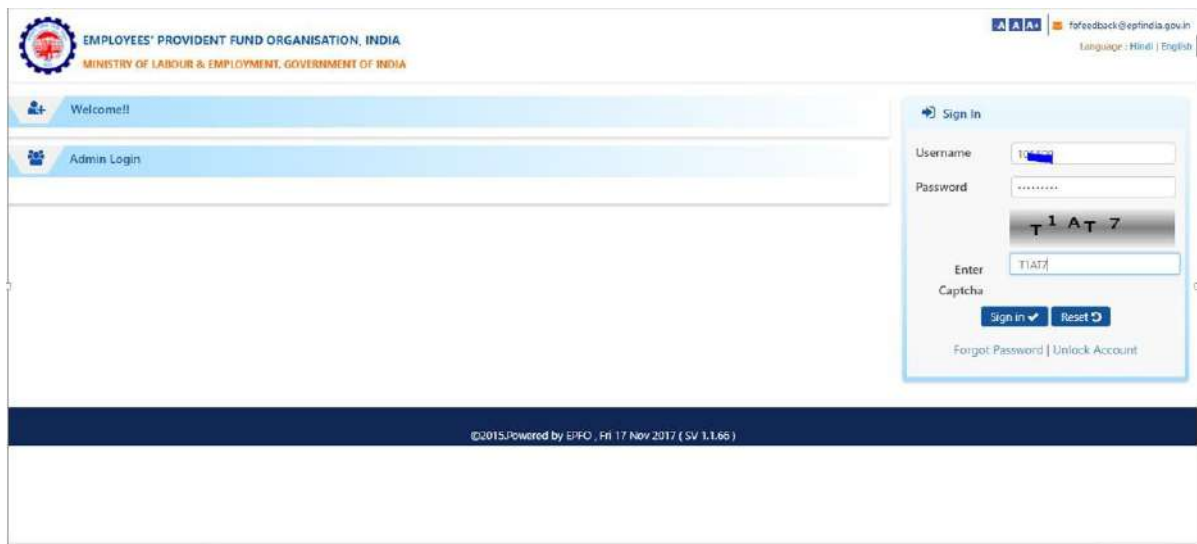 -A A A+ fofeedback@epfindia.gov.in
EMPLOYEES' PROVIDENT FUND ORGANISATION, INDIA
Language : Hindi | English
MINISTRY OF LABOUR & EMPLOYMENT, GOVERNMENT OF INDIA
Welcome!!
Admin Login
Sign In
Username
Password .........
T1AT7
Enter
Captcha
T1AT7
Sign in Reset
Forgot Password | Unlock Account
©2015.Powered by EPFO , Fri 17 Nov 2017 ( SV 1.1.66 )